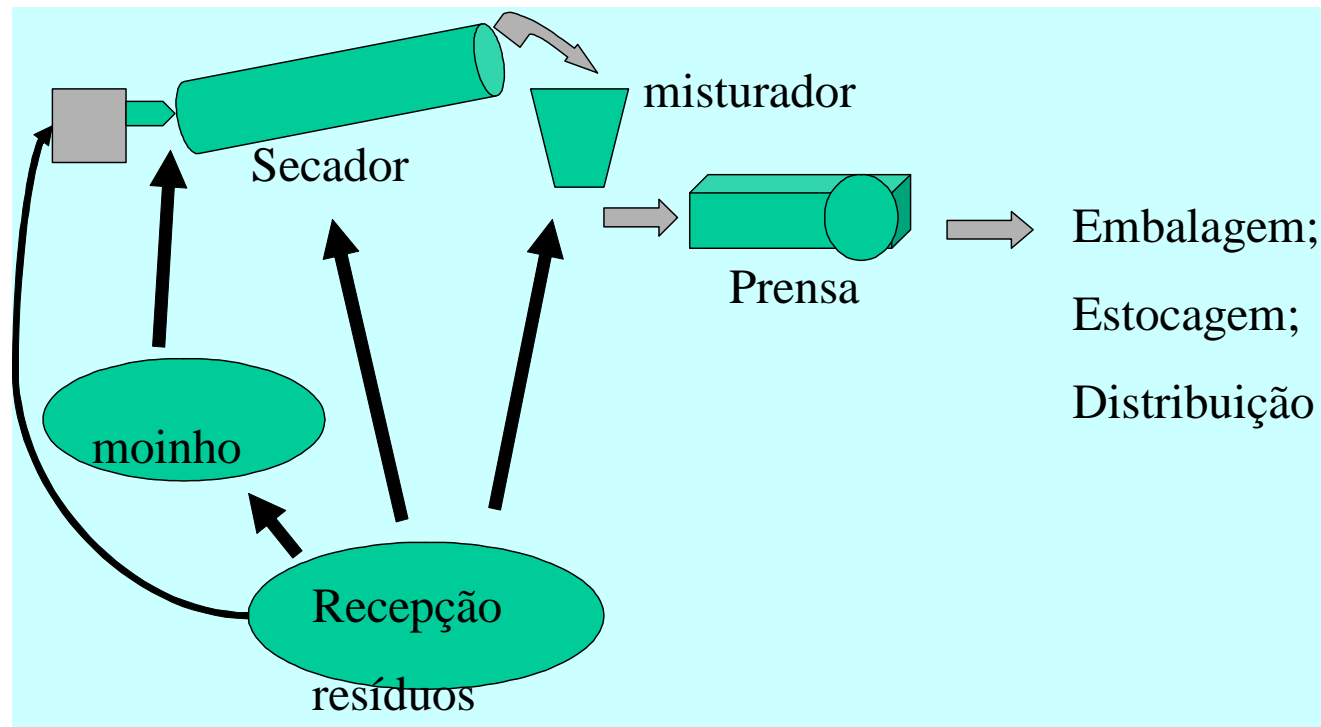 misturador
Secador
Prensa
Embalagem;
Estocagem;
Distribuição
moinho
Recepção
resíduos